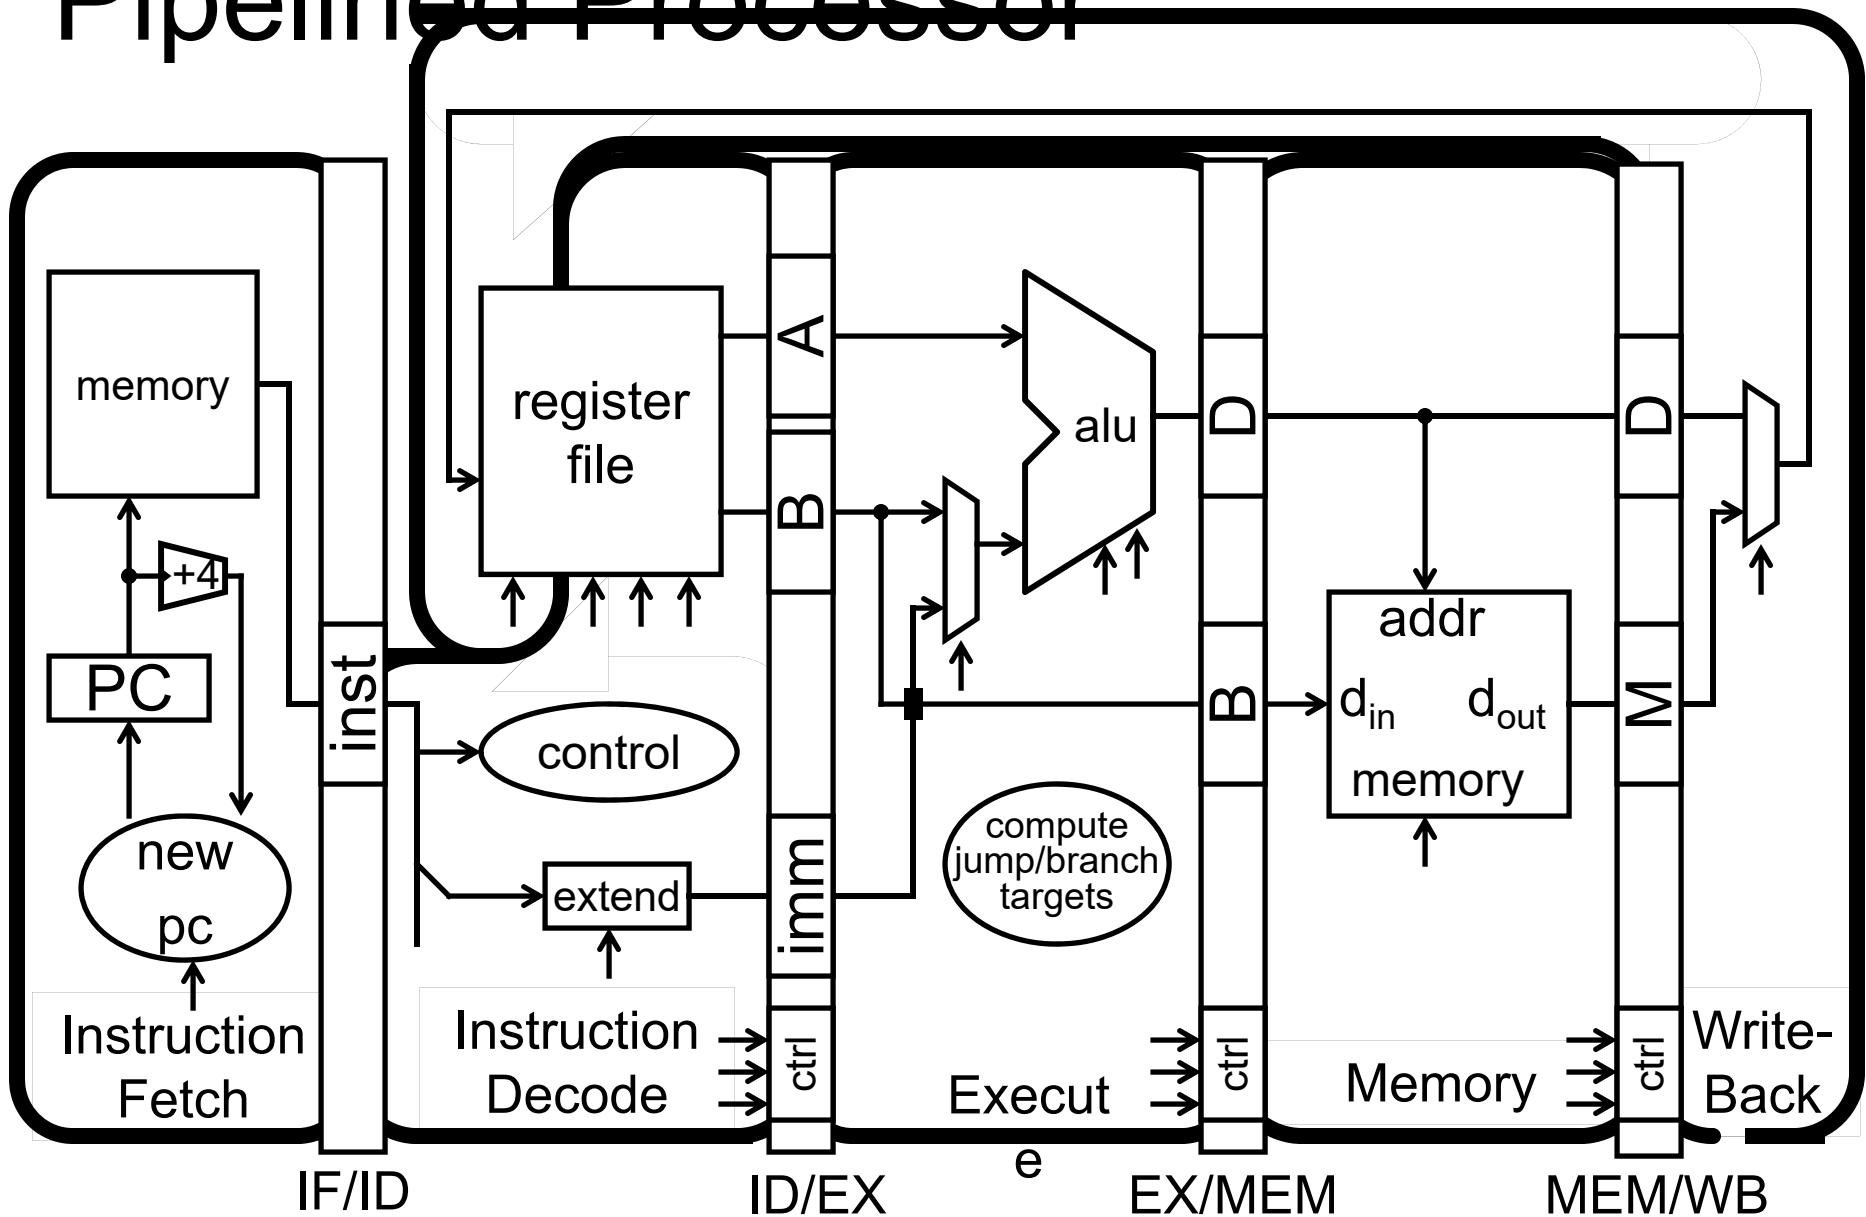 Pipelined Processor
memory
+4
PC
new
pc
Instruction
Fetch
inst
IF/ID
register
file
control
extend
Instruction
Decode
A
B
imm
ctrl
ID/EX
alu
compute
jump/branch
targets
Execut
e
D
B
ctrl
EX/MEM
addr
din
dout
memory
Memory
D
M
ctrl
MEM/WB
Write-
Back